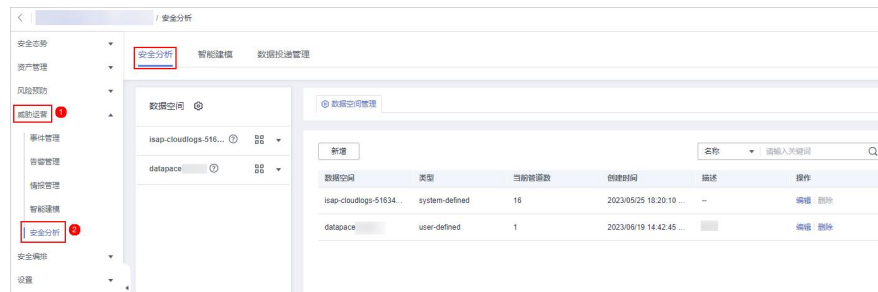 / 安全分析
安全态势
资产管理
风险预防
威胁运营 1
事件管理
告警管理
情报管理
智能建模
安全分析 2
安全编排
设置
安全分析 智能建模 数据投递管理
数据空间
isap-cloudlogs-516...
datapace
数据空间管理
新增
名称 请输入关键词
数据空间 类型 当前管道数 创建时间 描述 操作
isap-cloudlogs-51634... system-defined 16 2023/05/25 18:20:10 ... -- 编辑 删除
datapace user-defined 1 2023/06/19 14:42:45 ... 编辑 删除